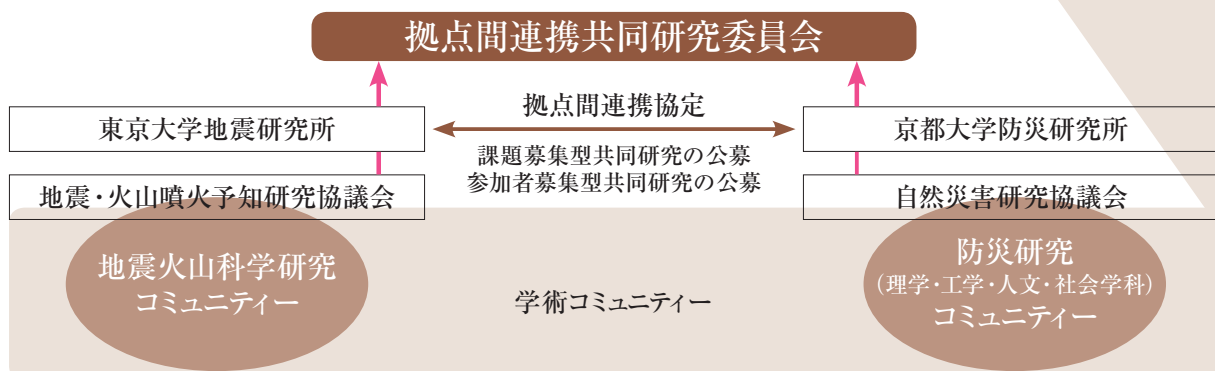 拠点間連携共同研究委員会
拠点間連携協定
東京大学地震研究所
京都大学防災研究所
課題募集型共同研究の公募
参加者募集型共同研究の公募
地震・火山噴火予知研究協議会
自然災害研究協議会
地震火山科学研究
コミュニティー
学術コミュニティー
防災研究
（理学・工学・人文・社会学科）
コミュニティー